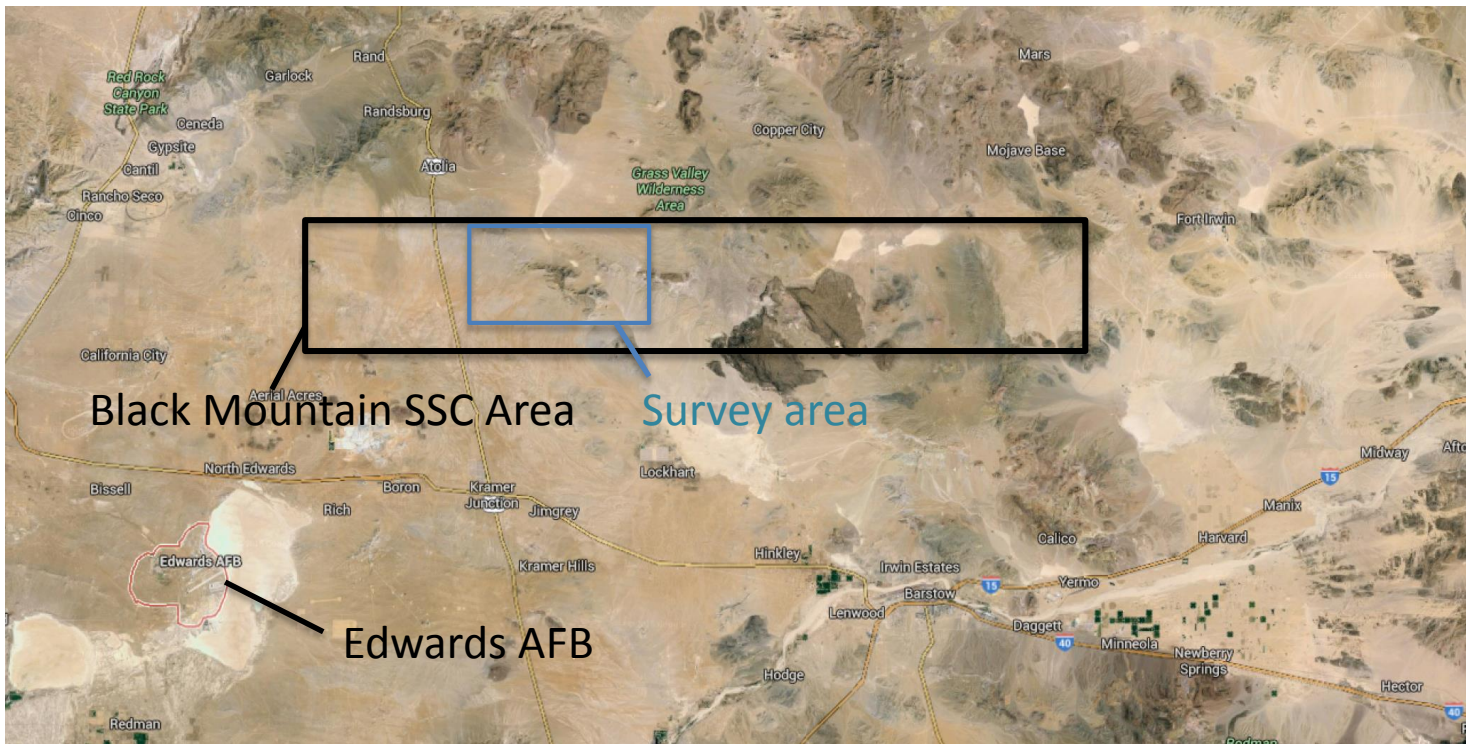 Rand
Mars
Red Rock
Canyon
State Park
Garlock
Randsburg
Ceneda
Copper City
Gypsite
Mojave Base
Atolia
Cantil
Grass Valley
Wilderness
Area
Rancho Seco
Cinco
Fort Irwin
California City
Aerial Acres
Black Mountain SSC Area
Survey area
Midway
Afto
North Edwards
Lockhart
15
Bissell
Boron
Kramer
Junction
Rich
Jimgrey
Manix
Calico
Harvard
Edwards AFB
Hinkley
Kramer Hills
Irwin Estates
15
Yermo
Barstow
Lenwood
Daggett
Edwards AFB
40
Minneola
Newberry
Springs
Hodge
Hector
40
Redman
Redman